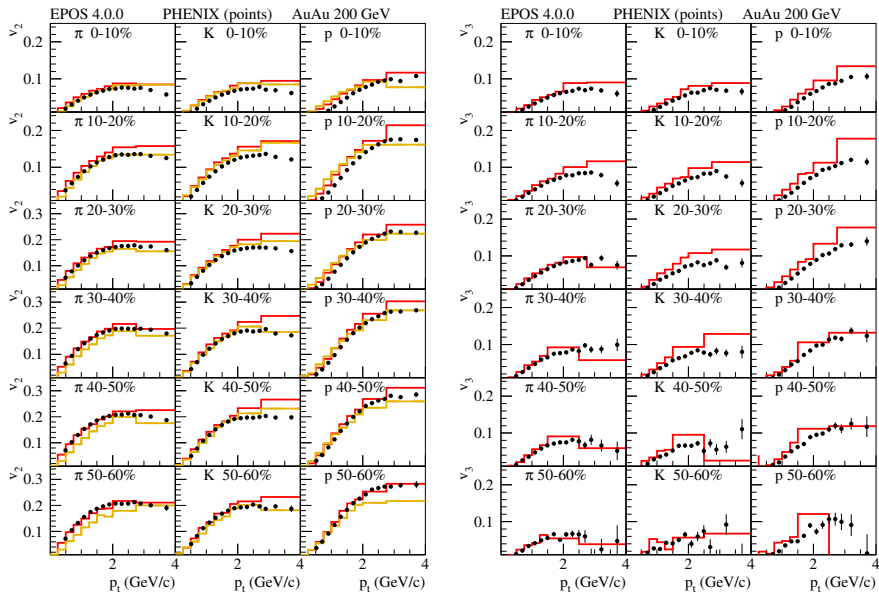 EPOS 4.0.0 PHENIX (points) AuAu 200 GeV
v2 0.2 0.1 π 0-10% K 0-10% p 0-10%
v2 0.2 0.1 π 10-20% K 10-20% p 10-20%
v2 0.3 0.2 0.1 π 20-30% K 20-30% p 20-30%
v2 0.3 0.2 0.1 π 30-40% K 30-40% p 30-40%
v2 0.3 0.2 0.1 π 40-50% K 40-50% p 40-50%
v2 0.3 0.2 0.1 π 50-60% K 50-60% p 50-60%
2 2 2 4
pt (GeV/c) pt (GeV/c) pt (GeV/c)
EPOS 4.0.0 PHENIX (points) AuAu 200 GeV
v3 0.2 0.1 π 0-10% K 0-10% p 0-10%
v3 0.2 0.1 π 10-20% K 10-20% p 10-20%
v3 0.2 0.1 π 20-30% K 20-30% p 20-30%
v3 0.2 0.1 π 30-40% K 30-40% p 30-40%
v3 0.2 0.1 π 40-50% K 40-50% p 40-50%
v3 0.2 0.1 π 50-60% K 50-60% p 50-60%
2 2 2 4
pt (GeV/c) pt (GeV/c) pt (GeV/c)